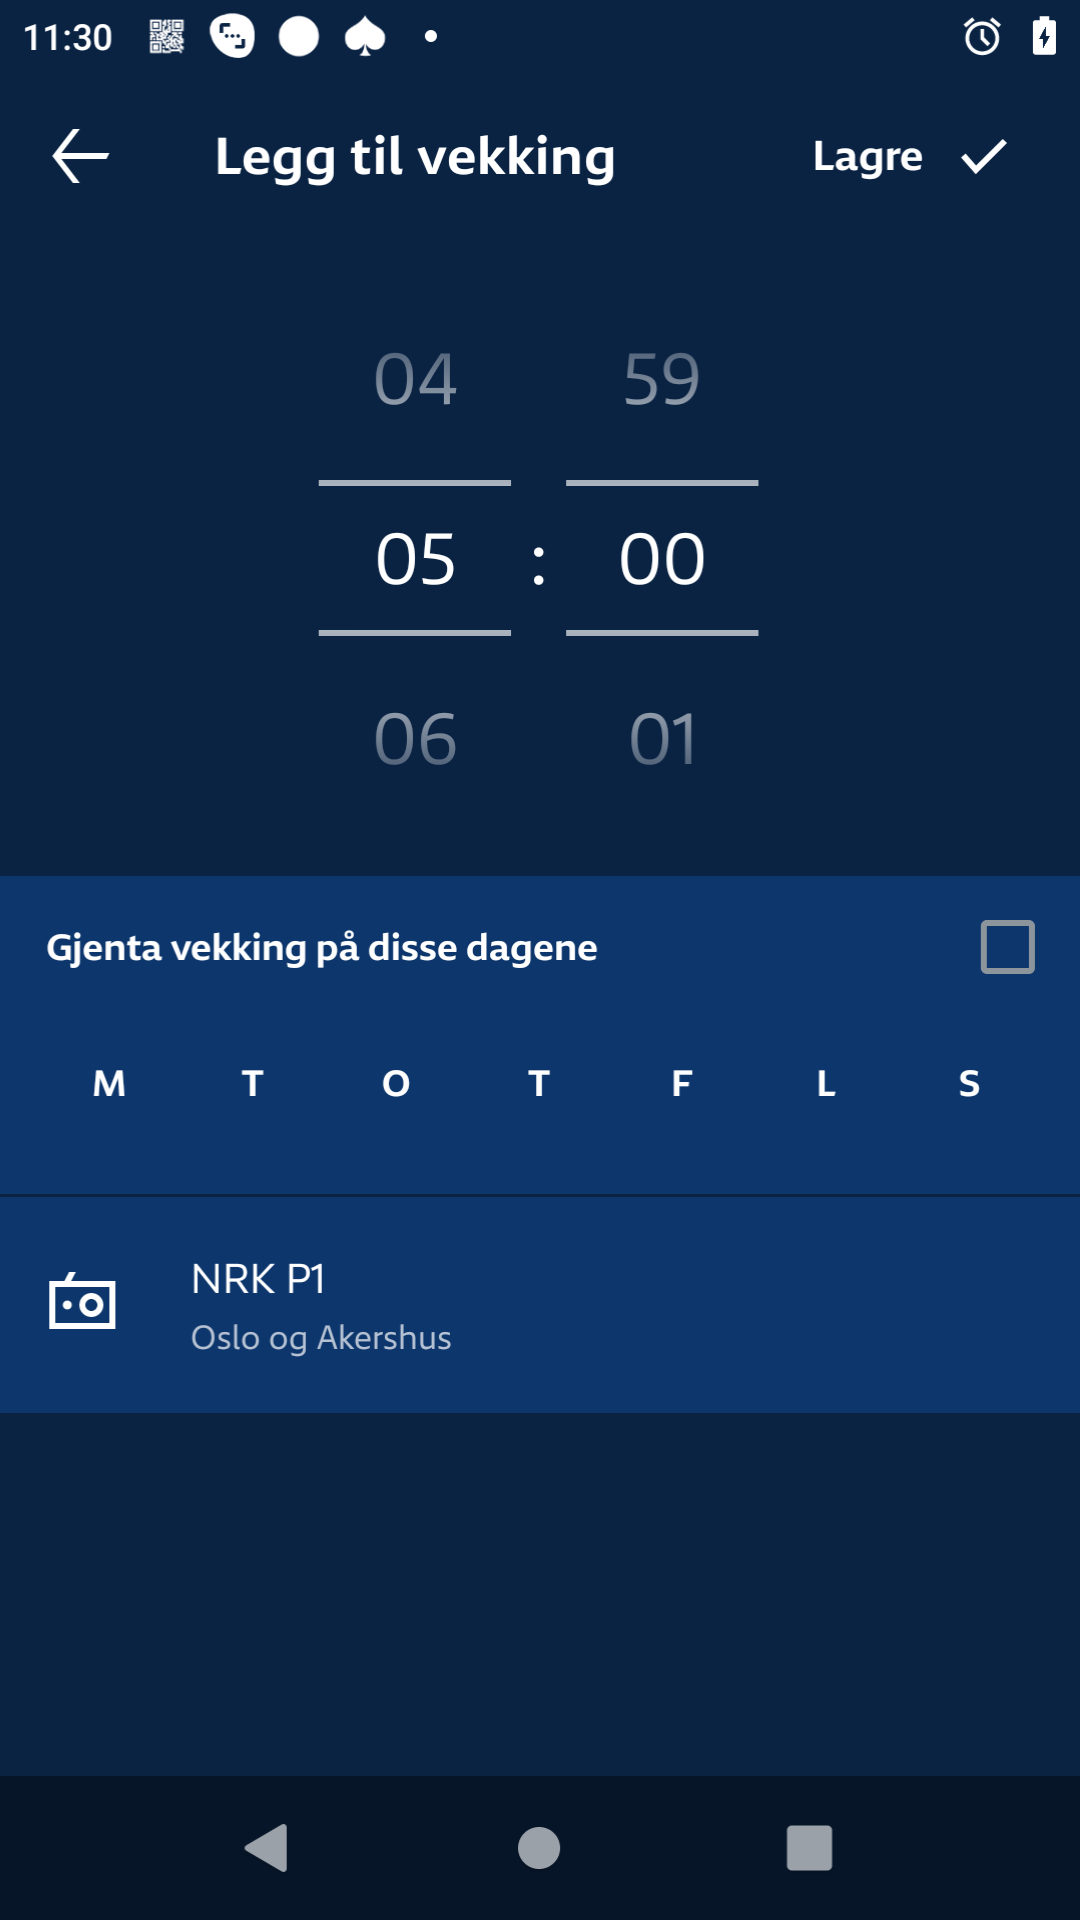 11:30
Legg til vekking
Lagre
04 59
05 : 00
06 01
Gjenta vekking på disse dagene
M T O T F L S
NRK P1
Oslo og Akershus